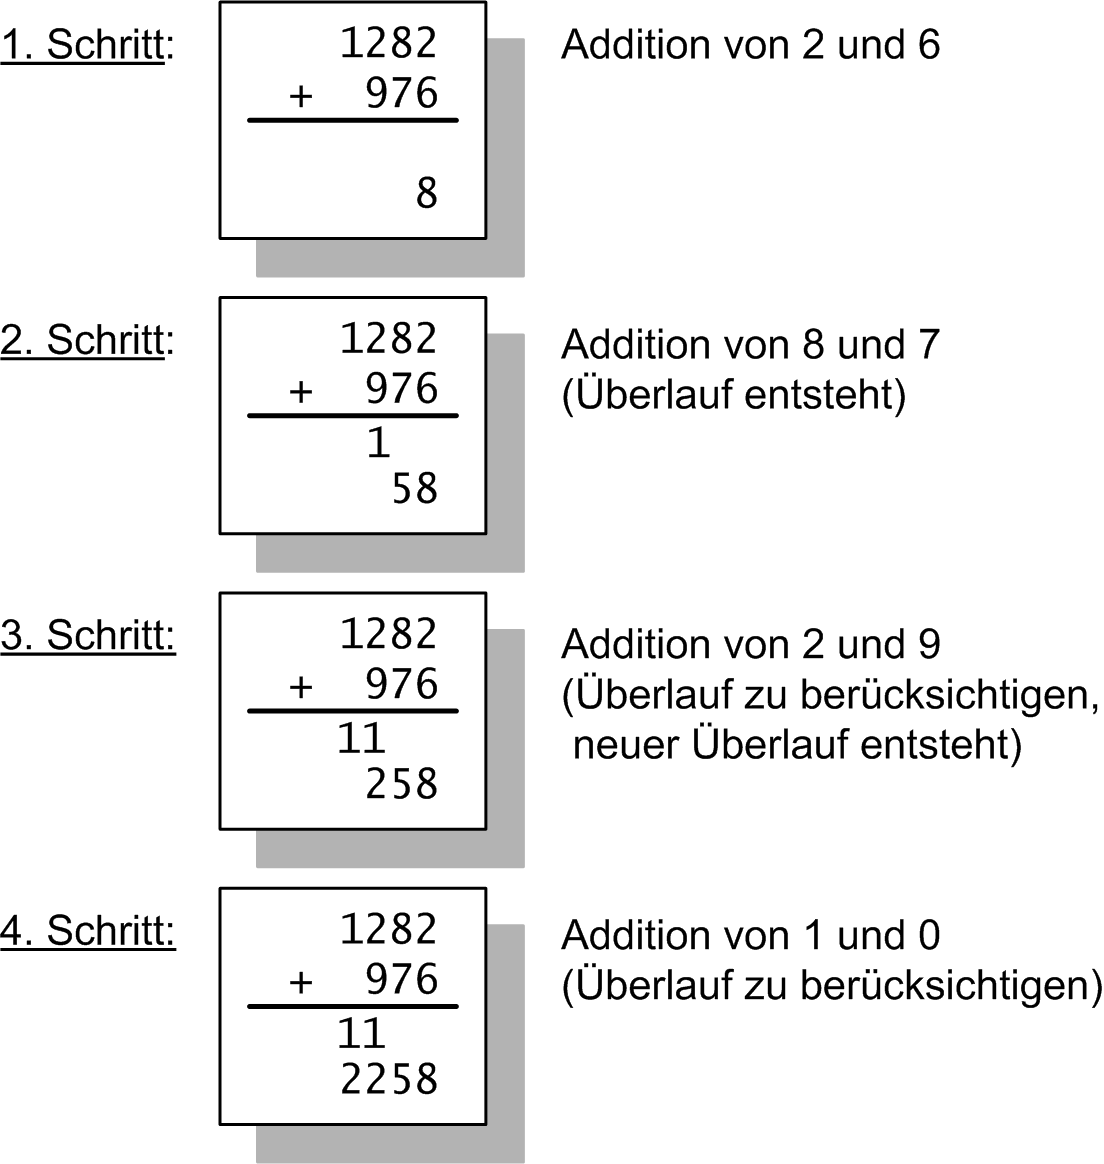 1. Schritt:
1282
+ 976
8
Addition von 2 und 6
2. Schritt:
1282
+ 976
1
58
Addition von 8 und 7
(Überlauf entsteht)
3. Schritt:
1282
+ 976
11
258
Addition von 2 und 9
(Überlauf zu berücksichtigen,
neuer Überlauf entsteht)
4. Schritt:
1282
+ 976
11
2258
Addition von 1 und 0
(Überlauf zu berücksichtigen)